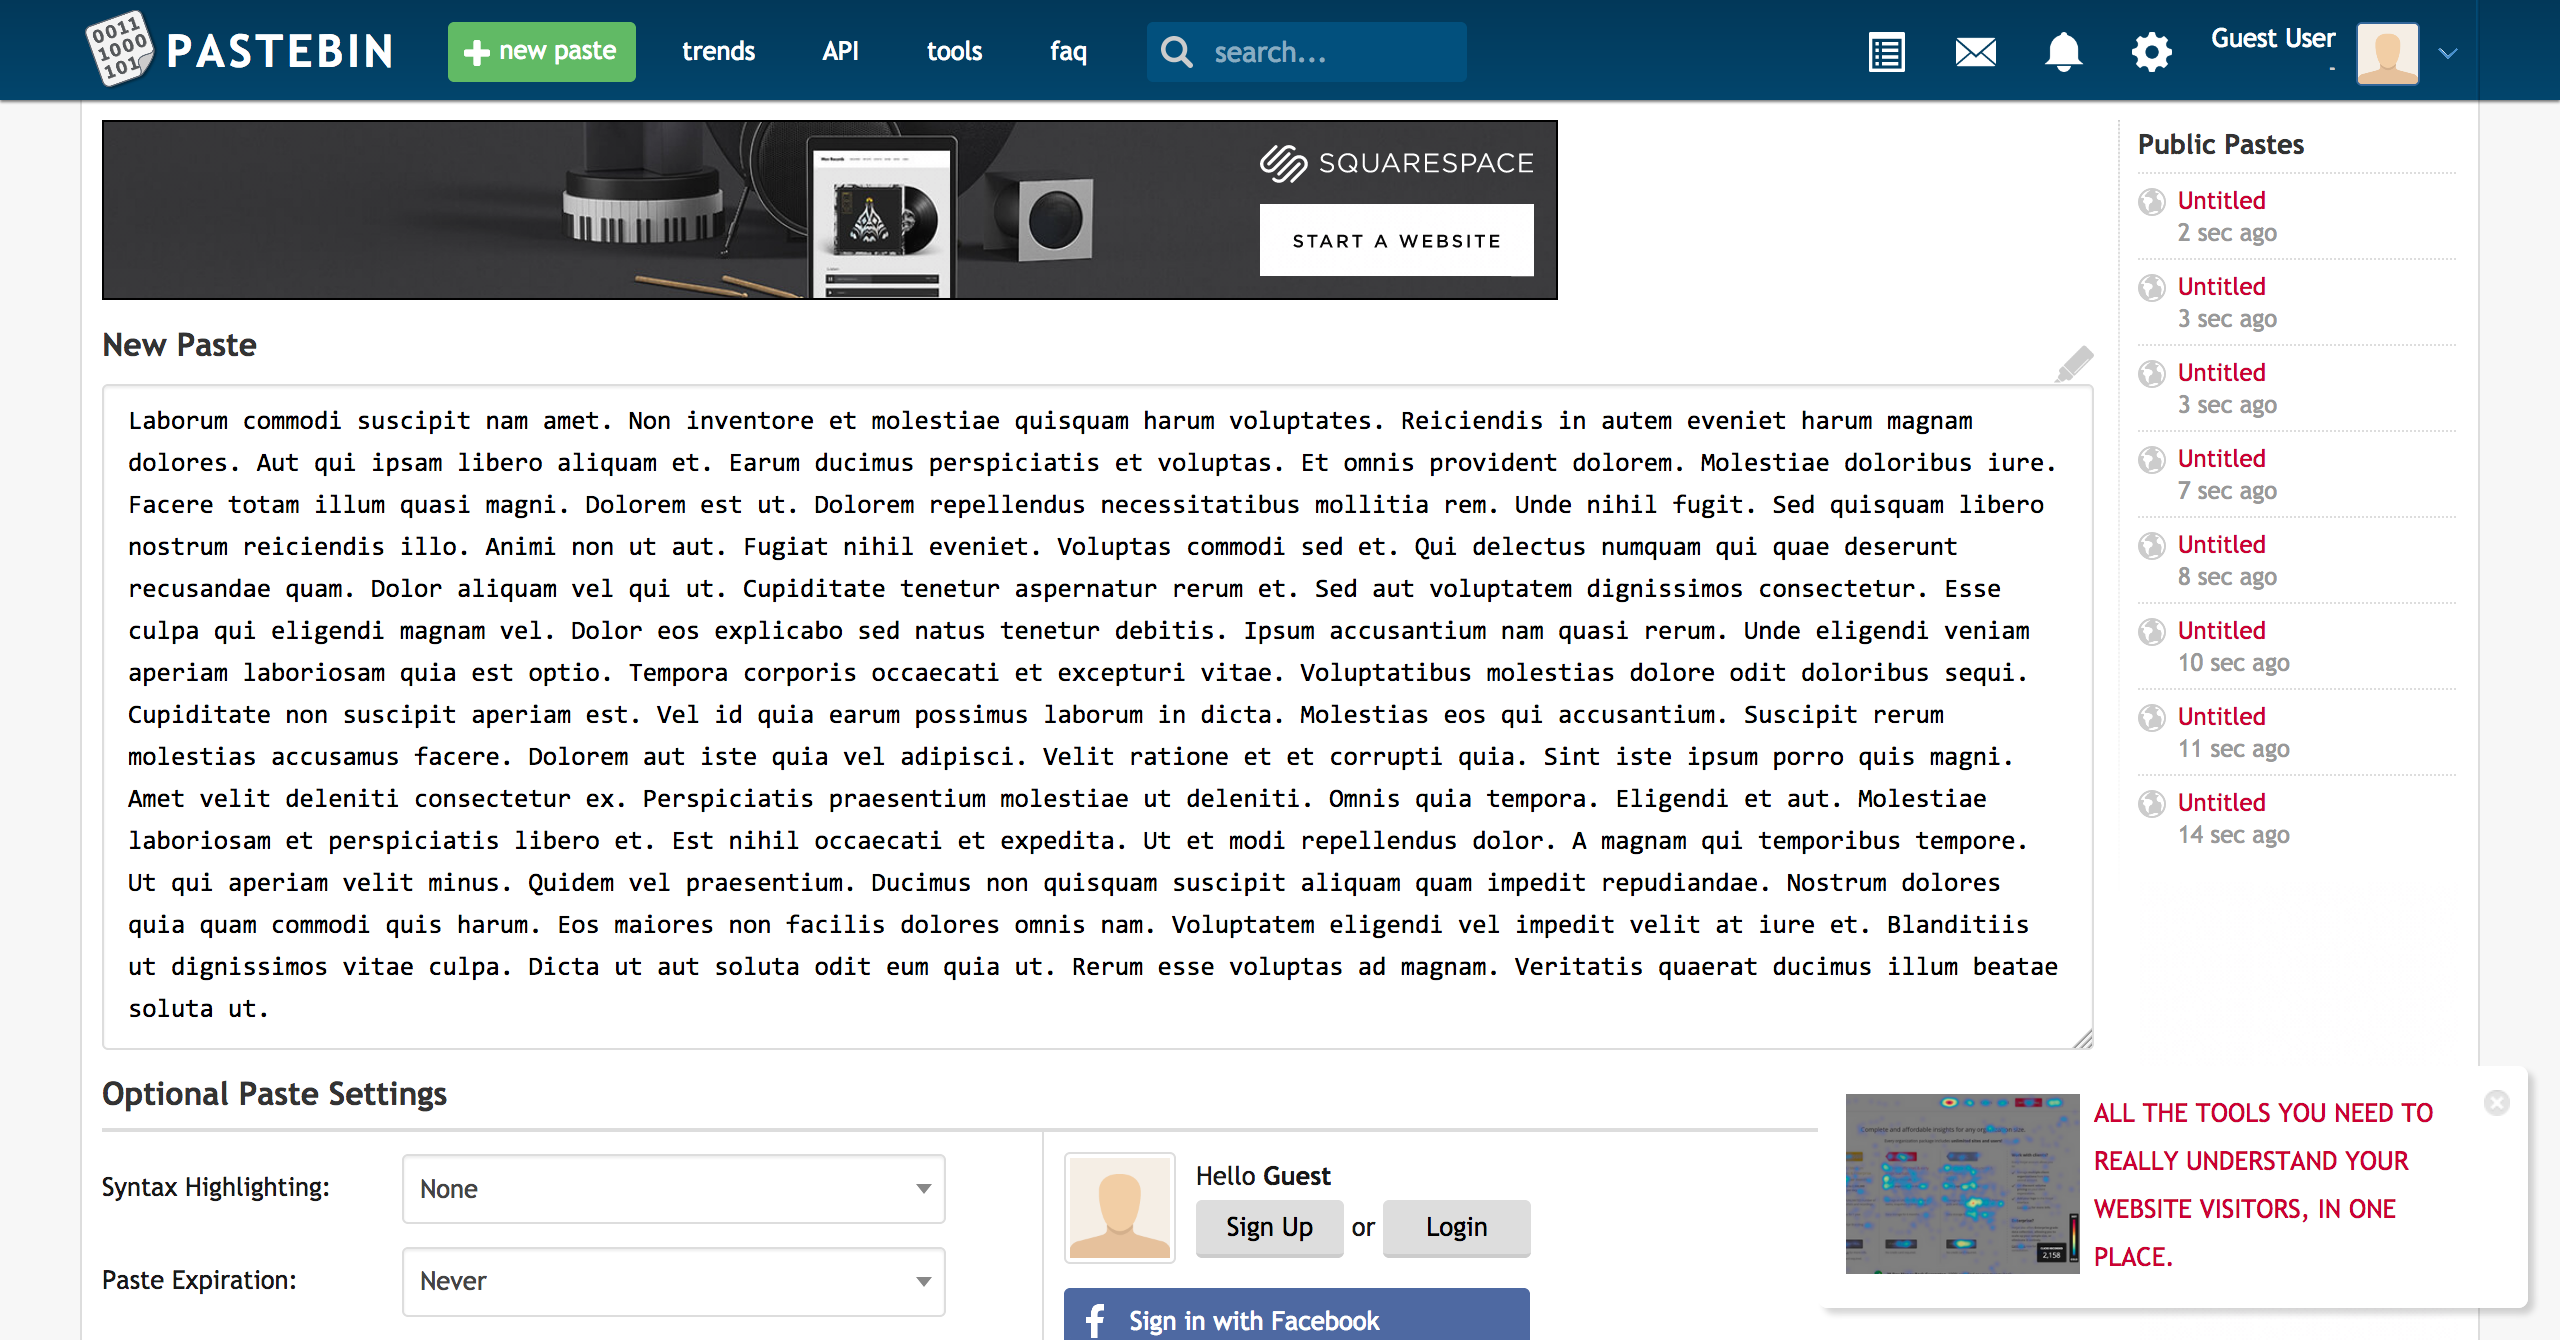 0011
1000
101
PASTEBIN
new paste
trends
API
tools
faq
search...
Guest User
-
SQUARESPACE
START A WEBSITE
New Paste
Laborum commodi suscipit nam amet. Non inventore et molestiae quisquam harum voluptates. Reiciendis in autem eveniet harum magnam
dolores. Aut qui ipsam libero aliquam et. Earum ducimus perspiciatis et voluptas. Et omnis provident dolorem. Molestiae doloribus iure.
Facere totam illum quasi magni. Dolorem est ut. Dolorem repellendus necessitatibus mollitia rem. Unde nihil fugit. Sed quisquam libero
nostrum reiciendis illo. Animi non ut aut. Fugiat nihil eveniet. Voluptas commodi sed et. Qui delectus numquam qui quae deserunt
recusandae quam. Dolor aliquam vel qui ut. Cupiditate tenetur aspernatur rerum et. Sed aut voluptatem dignissimos consectetur. Esse
culpa qui eligendi magnam vel. Dolor eos explicabo sed natus tenetur debitis. Ipsum accusantium nam quasi rerum. Unde eligendi veniam
aperiam laboriosam quia est optio. Tempora corporis occaecati et excepturi vitae. Voluptatibus molestias dolore odit doloribus sequi.
Cupiditate non suscipit aperiam est. Vel id quia earum possimus laborum in dicta. Molestias eos qui accusantium. Suscipit rerum
molestias accusamus facere. Dolorem aut iste quia vel adipisci. Velit ratione et et corrupti quia. Sint iste ipsum porro quis magni.
Amet velit deleniti consectetur ex. Perspiciatis praesentium molestiae ut deleniti. Omnis quia tempora. Eligendi et aut. Molestiae
laboriosam et perspiciatis libero et. Est nihil occaecati et expedita. Ut et modi repellendus dolor. A magnam qui temporibus tempore.
Ut qui aperiam velit minus. Quidem vel praesentium. Ducimus non quisquam suscipit aliquam quam impedit repudiandae. Nostrum dolores
quia quam commodi quis harum. Eos maiores non facilis dolores omnis nam. Voluptatem eligendi vel impedit velit at iure et. Blanditiis
ut dignissimos vitae culpa. Dicta ut aut soluta odit eum quia ut. Rerum esse voluptas ad magnam. Veritatis quaerat ducimus illum beatae
soluta ut.
Public Pastes
Untitled
2 sec ago
Untitled
3 sec ago
Untitled
3 sec ago
Untitled
7 sec ago
Untitled
8 sec ago
Untitled
10 sec ago
Untitled
11 sec ago
Untitled
14 sec ago
Optional Paste Settings
Syntax Highlighting:
None
Paste Expiration:
Never
Hello Guest
Sign Up or Login
Sign in with Facebook
Complete and affordable insights for any organization size.
2,158
ALL THE TOOLS YOU NEED TO
REALLY UNDERSTAND YOUR
WEBSITE VISITORS, IN ONE
PLACE.